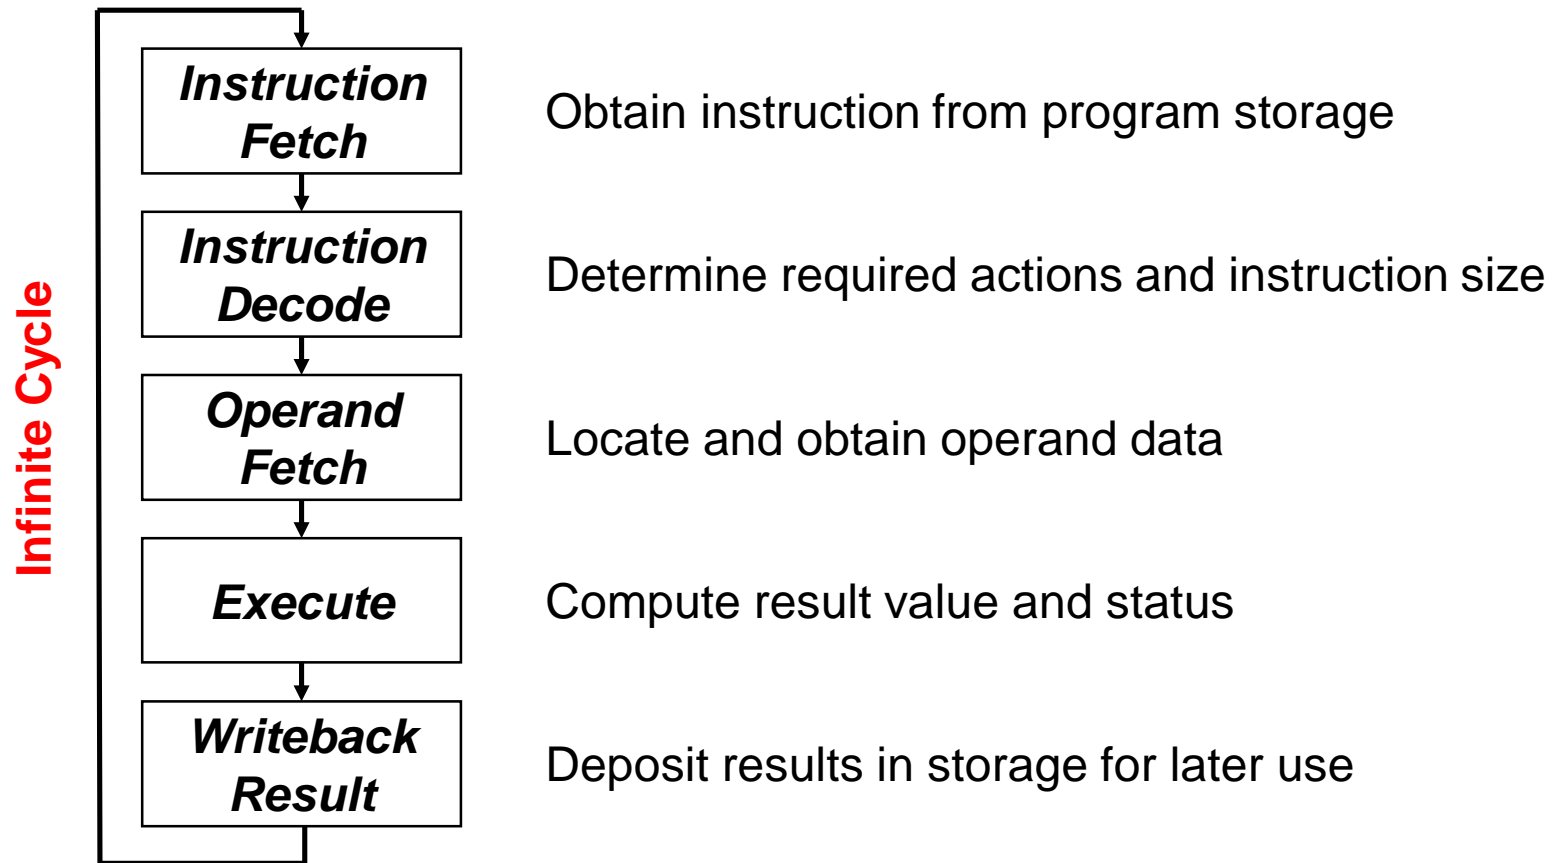 Infinite Cycle
Instruction
Fetch
Obtain instruction from program storage
Instruction
Decode
Determine required actions and instruction size
Operand
Fetch
Locate and obtain operand data
Execute
Compute result value and status
Writeback
Result
Deposit results in storage for later use